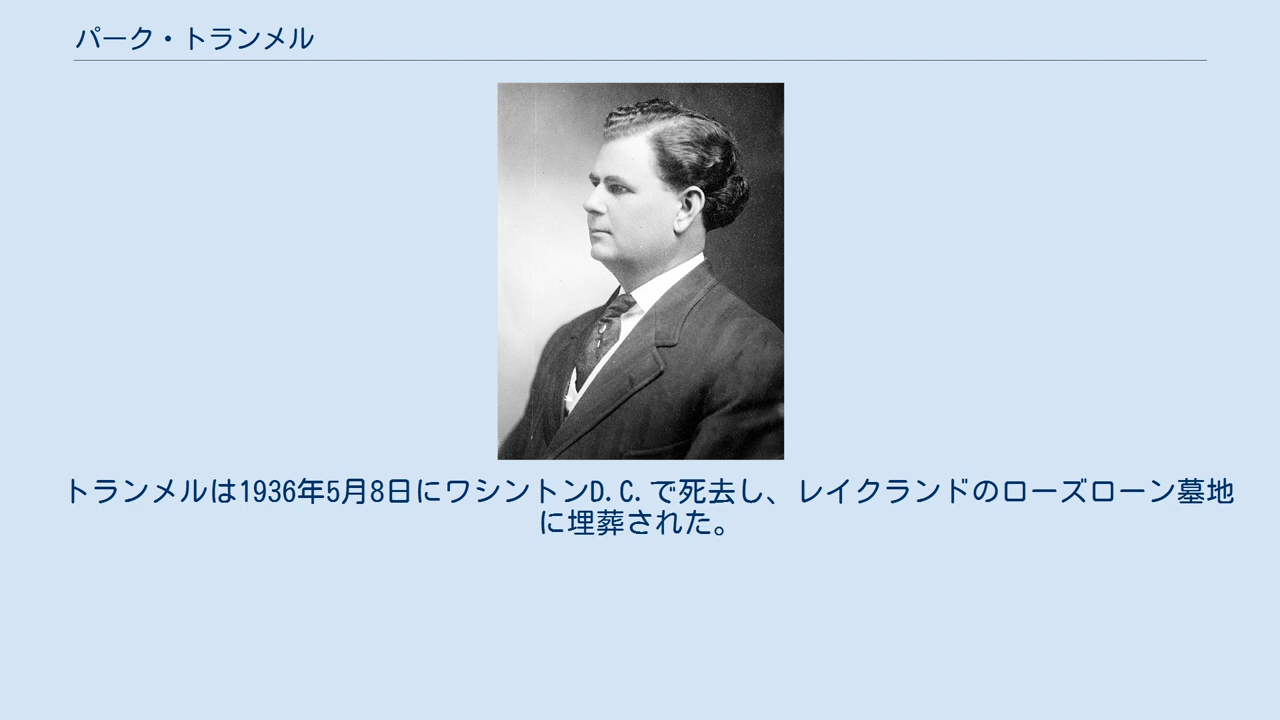 パーク・トランメル
トランメルは1936年5月8日にワシントンD.C.で死去し、レイクランドのローズローン墓地
に埋葬された。